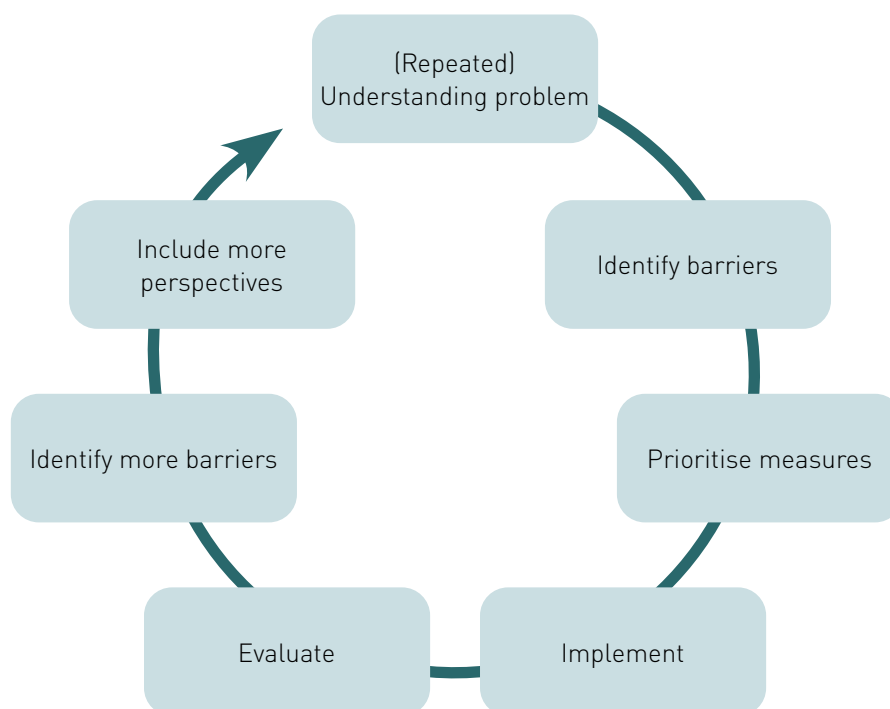 (Repeated)
Understanding problem
Identify barriers
Prioritise measures
Implement
Evaluate
Identify more barriers
Include more
perspectives